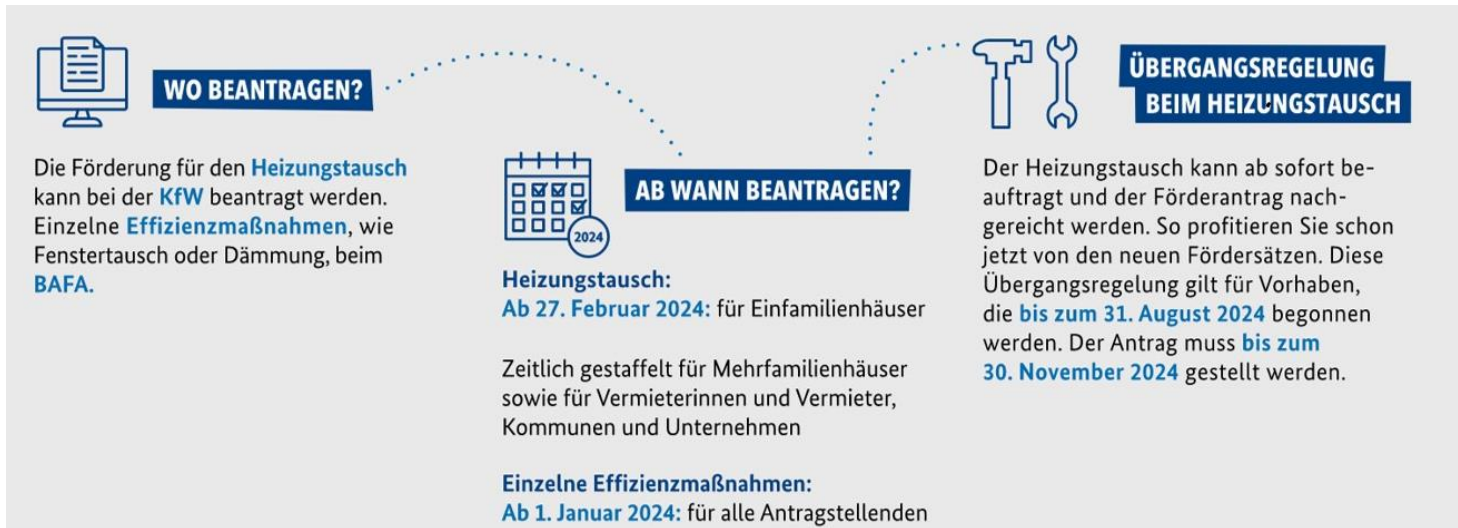 WO BEANTRAGEN?
Die Förderung für den Heizungstausch
kann bei der KfW beantragt werden.
Einzelne Effizienzmaßnahmen, wie
Fenstertausch oder Dämmung, beim
BAFA.
2024
AB WANN BEANTRAGEN?
Heizungstausch:
Ab 27. Februar 2024: für Einfamilienhäuser
Zeitlich gestaffelt für Mehrfamilienhäuser
sowie für Vermieterinnen und Vermieter,
Kommunen und Unternehmen
Einzelne Effizienzmaßnahmen:
Ab 1. Januar 2024: für alle Antragstellenden
ÜBERGANGSREGELUNG
BEIM HEIZUNGSTAUSCH
Der Heizungstausch kann ab sofort be-
auftragt und der Förderantrag nach-
gereicht werden. So profitieren Sie schon
jetzt von den neuen Fördersätzen. Diese
Übergangsregelung gilt für Vorhaben,
die bis zum 31. August 2024 begonnen
werden. Der Antrag muss bis zum
30. November 2024 gestellt werden.